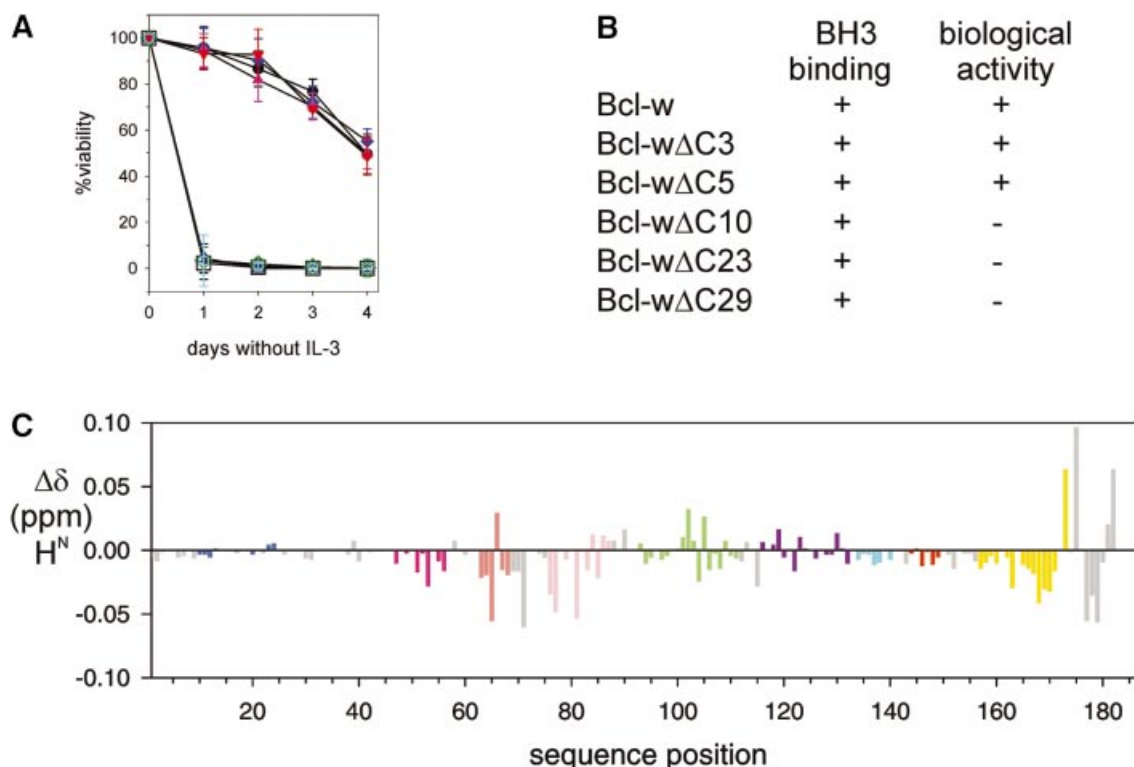 A
100
80
60
40
20
0
%viability
0 1 2 3 4
days without IL-3
B
BH3 binding biological activity
Bcl-w + +
Bcl-wΔC3 + +
Bcl-wΔC5 + +
Bcl-wΔC10 + -
Bcl-wΔC23 + -
Bcl-wΔC29 + -
C
0.10
0.05
0.00
-0.05
-0.10
Δδ
(ppm)
H^N
20 40 60 80 100 120 140 160 180
sequence position